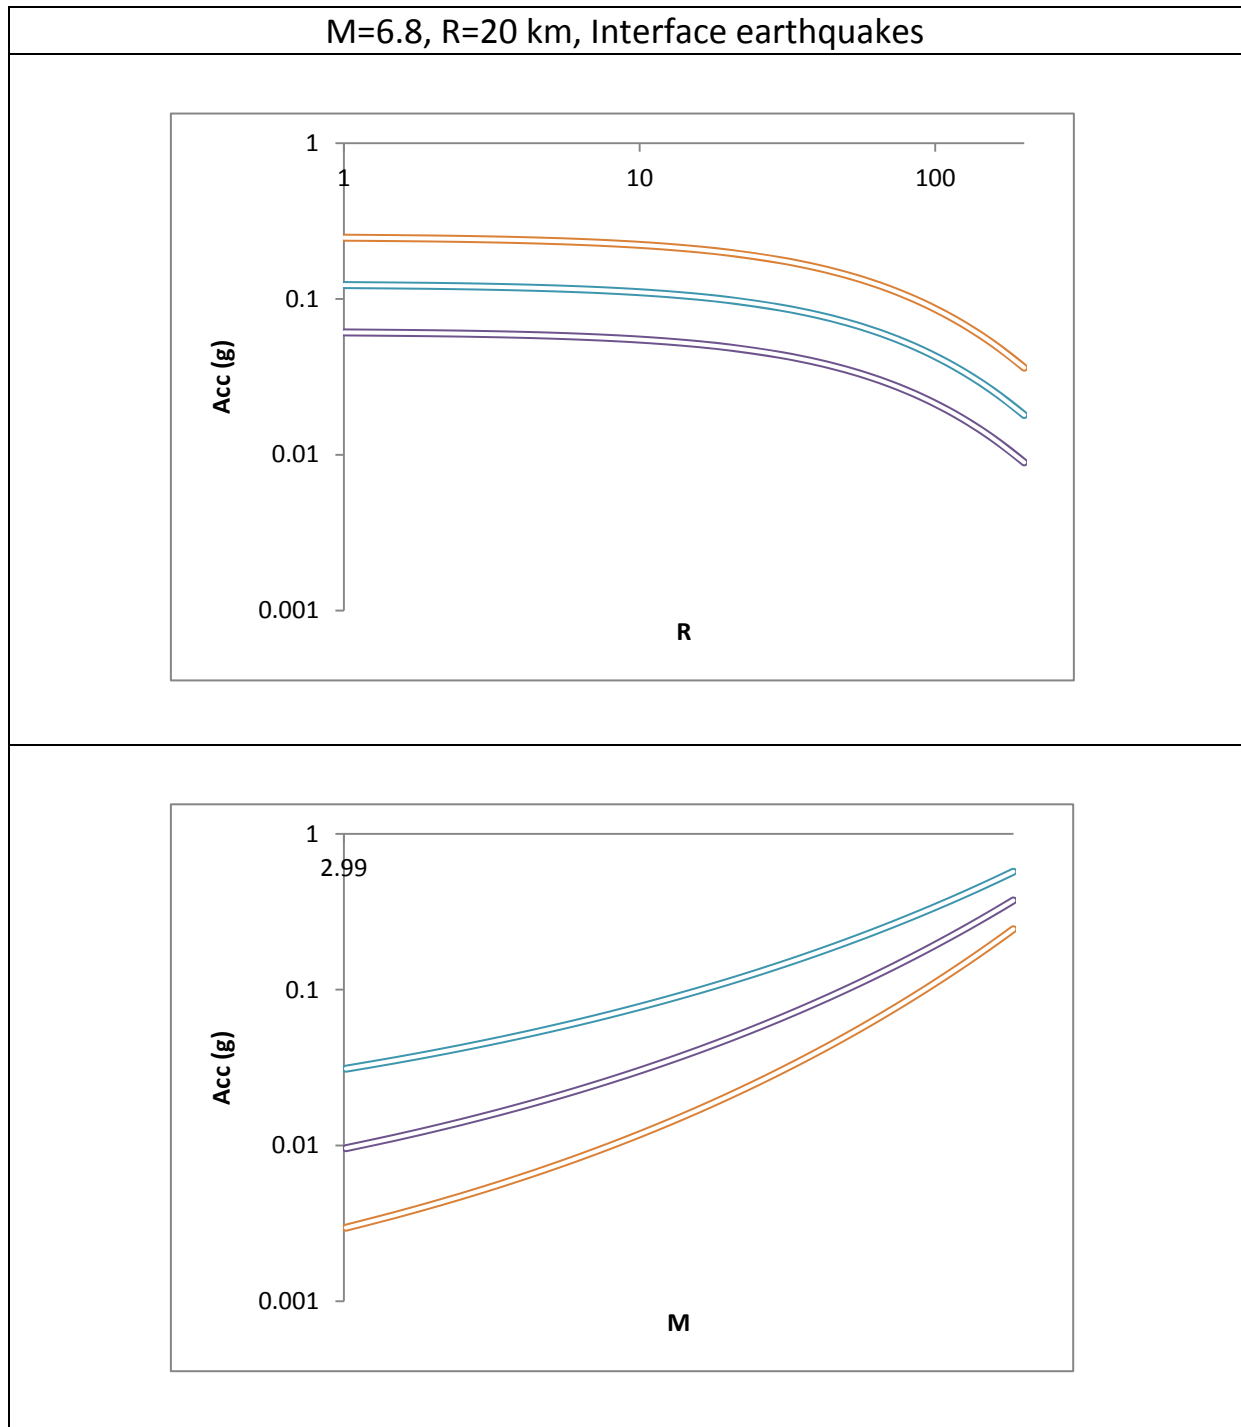 M=6.8, R=20 km, Interface earthquakes
1
1 10 100
0.1
Acc (g)
0.01
0.001
R
1
2.99
0.1
Acc (g)
0.01
0.001
M